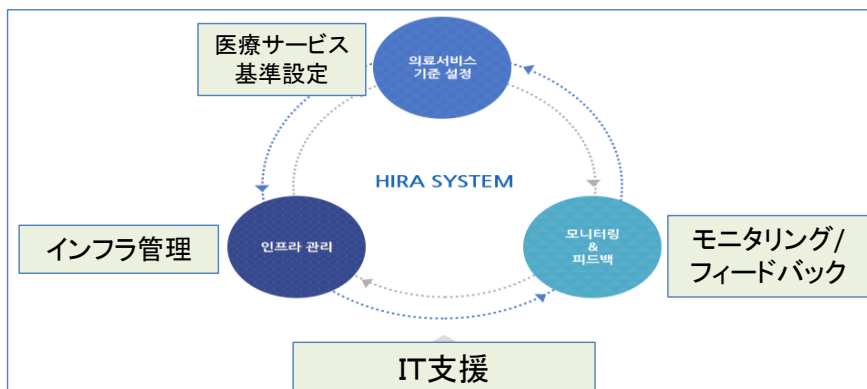 医療サービス
基準設定
의료서비스
기준 설정
HIRA SYSTEM
インフラ管理
인프라 관리
모니터링
&
피드백
モニタリング/
フィードバック
IT支援